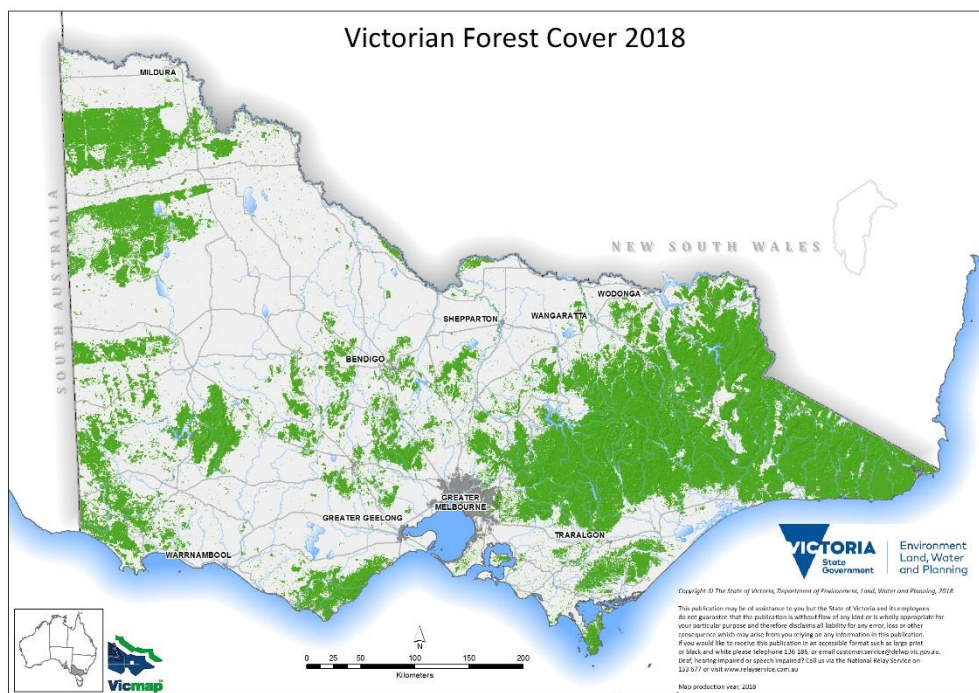 Victorian Forest Cover 2018
MILDURA
SOUTH AUSTRALIA
NEW SOUTH WALES
WODONGA
SHEPPARTON
WANGARATTA
BENDIGO
GREATER
MELBOURNE
GREATER GEELONG
TRARALGON
WARRNAMBOOL
VICTORIA
State
Government
Environment
Land, Water
and Planning
Copyright © The State of Victoria, Department of Environment, Land, Water and Planning, 2018
This publication may be of assistance to you but the State of Victoria and its employees
do not guarantee that the publication is without flaw of any kind or is wholly appropriate for
your particular purpose and therefore disclaims all liability for any error, loss or other
consequence which may arise from you relying on any information in this publication.
If you would like to receive this publication in an accessible format such as large print
or black and white please telephone 136 186, or email customer.service@delwp.vic.gov.au.
Deaf, hearing impaired or speech impaired? Call us via the National Relay Service on
133 677 or visit www.relayservice.com.au
Map production year, 2018
N
0 25 50 100 150 200
Kilometers
Vicmap™